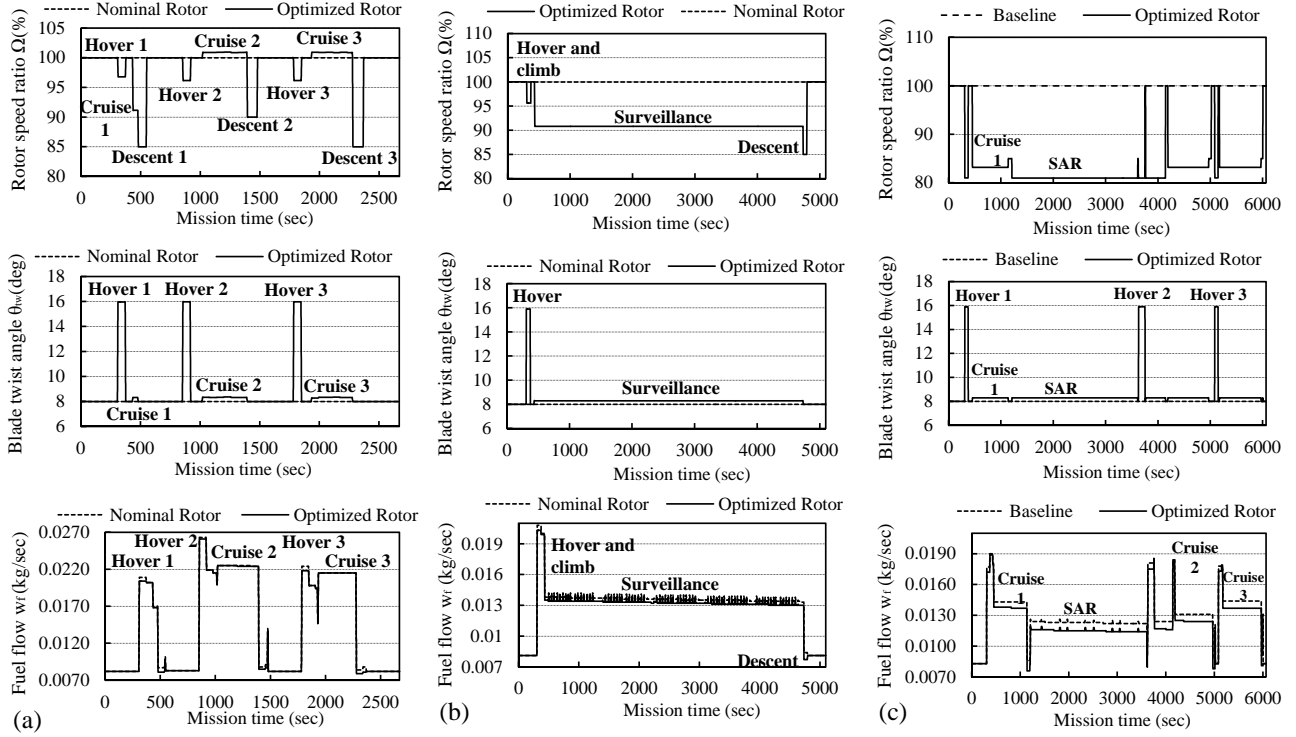 Nominal Rotor Optimized Rotor
Rotor speed ratio Ω(%)
105
100
95
90
85
80
Hover 1
Cruise 2
Cruise 3
Cruise
1
Hover 2
Hover 3
Descent 1
Descent 2
Descent 3
0 500 1000 1500 2000 2500
Mission time (sec)
Optimized Rotor Nominal Rotor
Rotor speed ratio Ω(%)
110
105
100
95
90
85
80
Hover and
climb
Surveillance
Descent
0 1000 2000 3000 4000 5000
Mission time (sec)
Baseline Optimized Rotor
Rotor speed ratio Ω(%)
110
100
90
80
Cruise
1
SAR
0 1000 2000 3000 4000 5000 6000
Mission time (sec)
Nominal Rotor Optimized Rotor
Blade twist angle θtw(deg)
18
16
14
12
10
8
6
Hover 1 Hover 2 Hover 3
Cruise 2
Cruise 3
Cruise 1
0 500 1000 1500 2000 2500
Mission time (sec)
Nominal Rotor Optimized Rotor
Blade twist angle θtw(deg)
18
16
14
12
10
8
6
Hover
Surveillance
0 1000 2000 3000 4000 5000
Mission time (sec)
Baseline Optimized Rotor
Blade twist angle θtw(deg)
18
16
14
12
10
8
6
Hover 1 Hover 2 Hover 3
Cruise
1
SAR
0 1000 2000 3000 4000 5000 6000
Mission time (sec)
Nominal Rotor Optimized Rotor
Fuel flow wf (kg/sec)
0.0270
0.0220
0.0170
0.0120
0.0070
Hover 2
Hover 1
Cruise 2
Hover 3
Cruise 3
0 500 1000 1500 2000 2500
Mission time (sec)
(a)
Nominal Rotor Optimized Rotor
Fuel flow wf (kg/sec)
0.019
0.016
0.013
0.01
0.007
Hover and
climb
Surveillance
Descent
0 1000 2000 3000 4000 5000
Mission time (sec)
(b)
Baseline Optimized Rotor
Fuel flow wf (kg/sec)
0.0190
0.0150
0.0110
0.0070
Cruise
1
SAR
Cruise
2
Cruise
3
0 1000 2000 3000 4000 5000 6000
Mission time (sec)
(c)